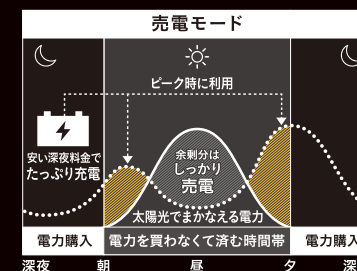 売電モード
ピーク時に利用
安い深夜料金で
たっぷり充電
余剰分は
しっかり
売電
太陽光でまかなえる電力
電力購入
電力を買わなくて済む時間帯
電力購入
深夜
朝
昼
夕
深